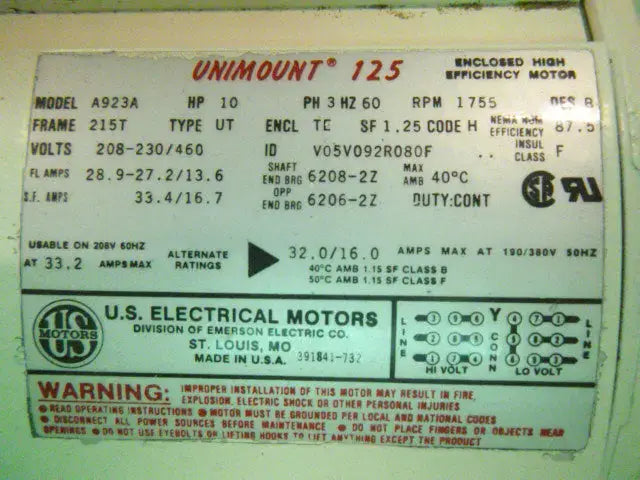 UNIMOUNT® 125
ENCLOSED HIGH
EFFICIENCY MOTOR
MODEL A923A HP 10 PH 3 HZ 60 RPM 1755 DES B
FRAME 215T TYPE UT ENCL TE SF 1.25 CODE H NEMA NOM EFFICIENCY 87.5
VOLTS 208-230/460 ID V05V092R080F INSUL CLASS F
FL AMPS 28.9-27.2/13.6 SHAFT END BRG 6208-2Z MAX AMB 40°C
S.F. AMPS 33.4/16.7 OPP END BRG 6206-2Z DUTY:CONT
USABLE ON 208V 60HZ
AT 33.2 AMPS MAX
ALTERNATE
RATINGS
32.0/16.0 AMPS MAX AT 190/380V 50HZ
40°C AMB 1.15 SF CLASS B
50°C AMB 1.15 SF CLASS F
US
MOTORS
U.S. ELECTRICAL MOTORS
DIVISION OF EMERSON ELECTRIC CO.
ST. LOUIS, MO
MADE IN U.S.A. 391841-732
LINE
Y CONN
LINE
HI VOLT
LO VOLT
WARNING: IMPROPER INSTALLATION OF THIS MOTOR MAY RESULT IN FIRE,
EXPLOSION, ELECTRIC SHOCK OR OTHER PERSONAL INJURIES
● READ OPERATING INSTRUCTIONS ● MOTOR MUST BE GROUNDED PER LOCAL AND NATIONAL CODES
● DISCONNECT ALL POWER SOURCES BEFORE MAINTENANCE ● DO NOT PLACE FINGERS OR OBJECTS NEAR
OPENINGS ● DO NOT USE EYEBOLTS OR LIFTING HOOKS TO LIFT ANYTHING EXCEPT THE PRODUCT